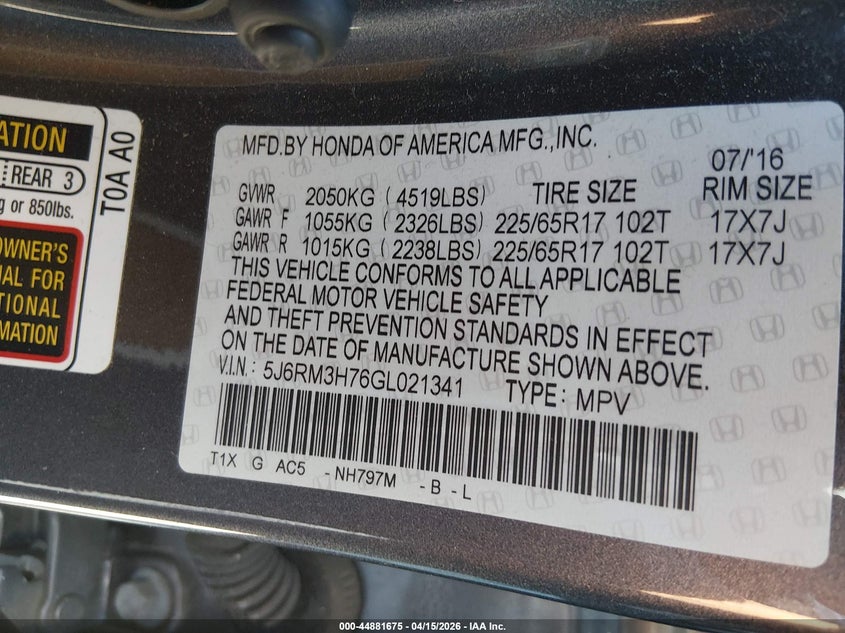 ATION
REAR 3
g or 850lbs.
OWNER'S
AL FOR
TIONAL
RMATION
T0A A0
MFD.BY HONDA OF AMERICA MFG.,INC.
07/'16
GVWR 2050KG (4519LBS) TIRE SIZE RIM SIZE
GAWR F 1055KG (2326LBS) 225/65R17 102T 17X7J
GAWR R 1015KG (2238LBS) 225/65R17 102T 17X7J
THIS VEHICLE CONFORMS TO ALL APPLICABLE
FEDERAL MOTOR VEHICLE SAFETY
AND THEFT PREVENTION STANDARDS IN EFFECT
ON THE DATE OF MANUFACTURE SHOWN ABOVE.
V.I.N.: 5J6RM3H76GL021341 TYPE: MPV
T1X G AC5 -NH797M -B -L
000-44881675 - 04/15/2026 - IAA Inc.